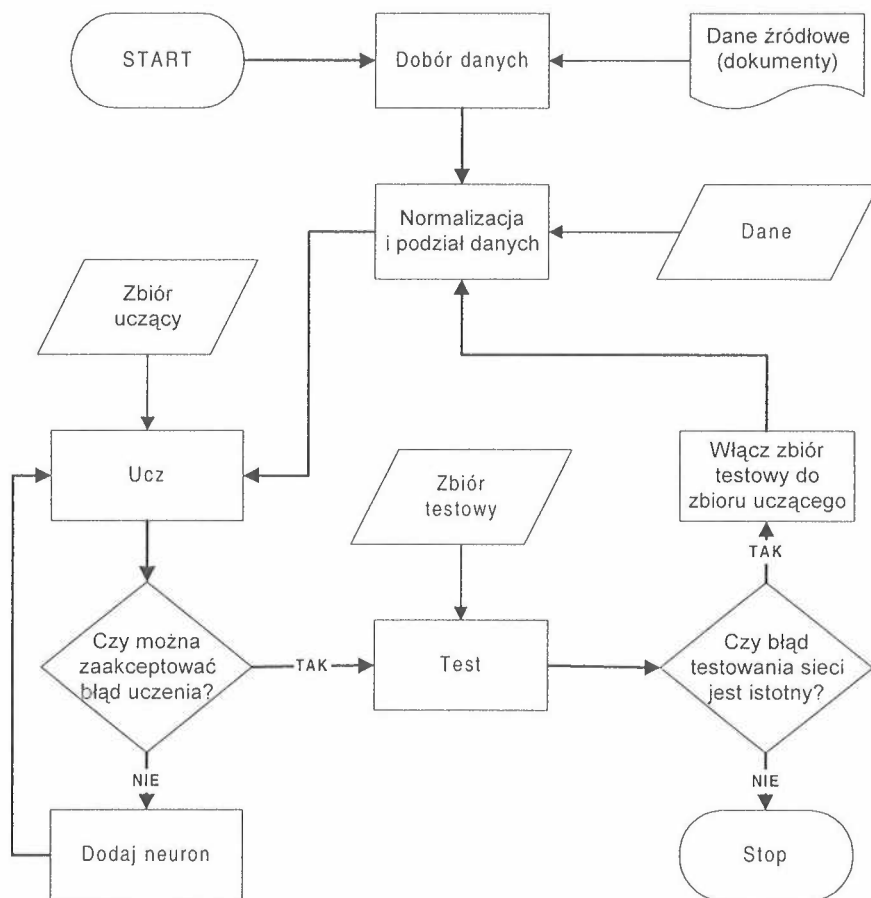 START
Dobór danych
Dane źródłowe
(dokumenty)
Normalizacja
i podział danych
Dane
Zbiór
uczący
Ucz
Zbiór
testowy
Włącz zbiór
testowy do
zbioru uczącego
TAK
Czy można
zaakceptować
błąd uczenia?
TAK
Test
Czy błąd
testowania sieci
jest istotny?
NIE
NIE
Dodaj neuron
Stop